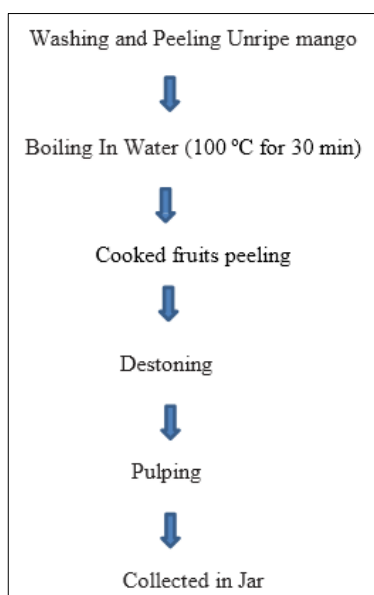 Washing and Peeling Unripe mango
Boiling In Water (100 °C for 30 min)
Cooked fruits peeling
Destoning
Pulping
Collected in Jar